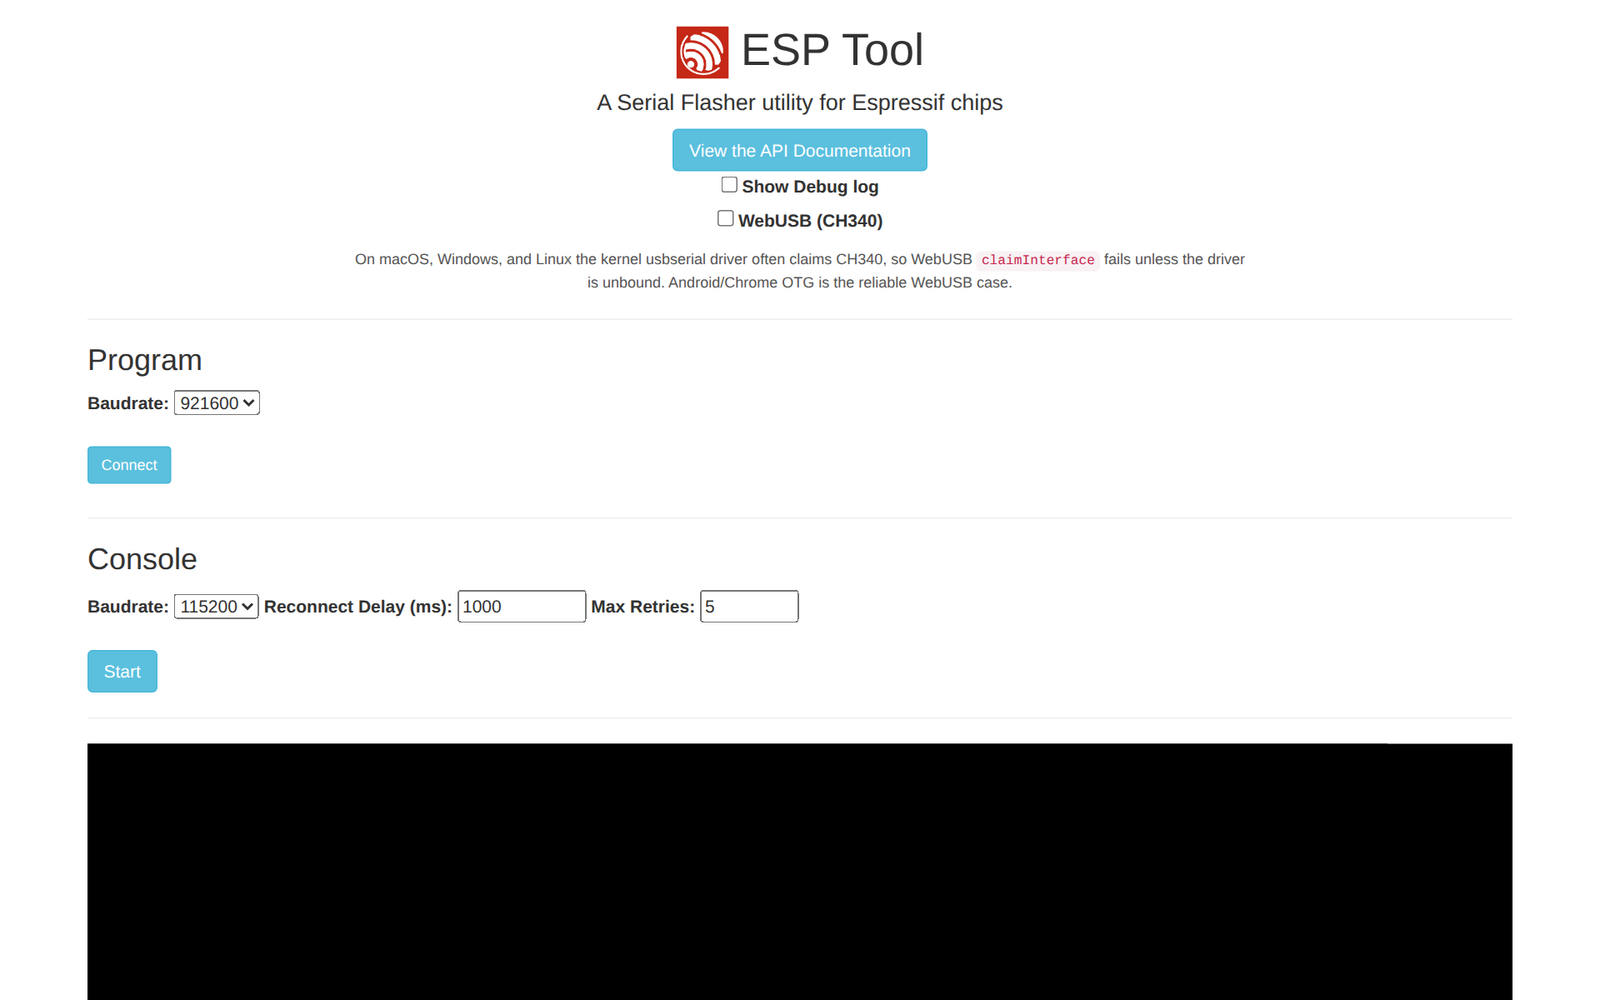 ESP Tool
A Serial Flasher utility for Espressif chips
View the API Documentation
Show Debug log
WebUSB (CH340)
On macOS, Windows, and Linux the kernel usbserial driver often claims CH340, so WebUSB claimInterface fails unless the driver
is unbound. Android/Chrome OTG is the reliable WebUSB case.
Program
Baudrate: 921600
Connect
Console
Baudrate: 115200 Reconnect Delay (ms): 1000 Max Retries: 5
Start